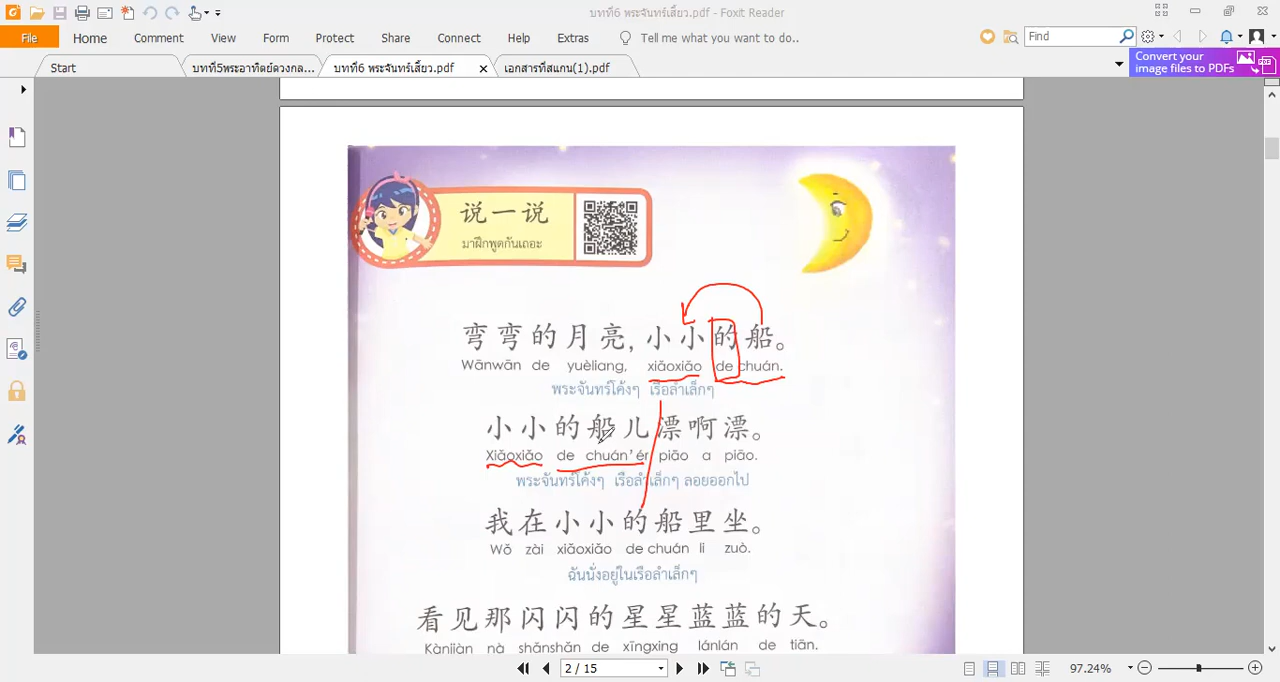 บทที่6 พระจันทร์เสี้ยว.pdf - Foxit Reader
File Home Comment View Form Protect Share Connect Help Extras Tell me what you want to do.. Find
Start บทที่5พระอาทิตย์ดวงกล... บทที่6 พระจันทร์เสี้ยว.pdf เอกสารที่สแกน(1).pdf
Convert your
image files to PDFs
说一说
มาฝึกพูดกันเถอะ
弯弯的月亮,小小的船。
Wānwān de yuèliang, xiǎoxiǎo de chuán.
พระจันทร์โค้งๆ เรือลำเล็กๆ
小小的船儿漂啊漂。
Xiǎoxiǎo de chuán'ér piāo a piāo.
พระจันทร์โค้งๆ เรือลำเล็กๆ ลอยออกไป
我在小小的船里坐。
Wǒ zài xiǎoxiǎo de chuán li zuò.
ฉันนั่งอยู่ในเรือลำเล็กๆ
看见那闪闪的星星蓝蓝的天。
Kànjiàn nà shǎnshǎn de xīngxing lánlán de tiān.
2 / 15
97.24%